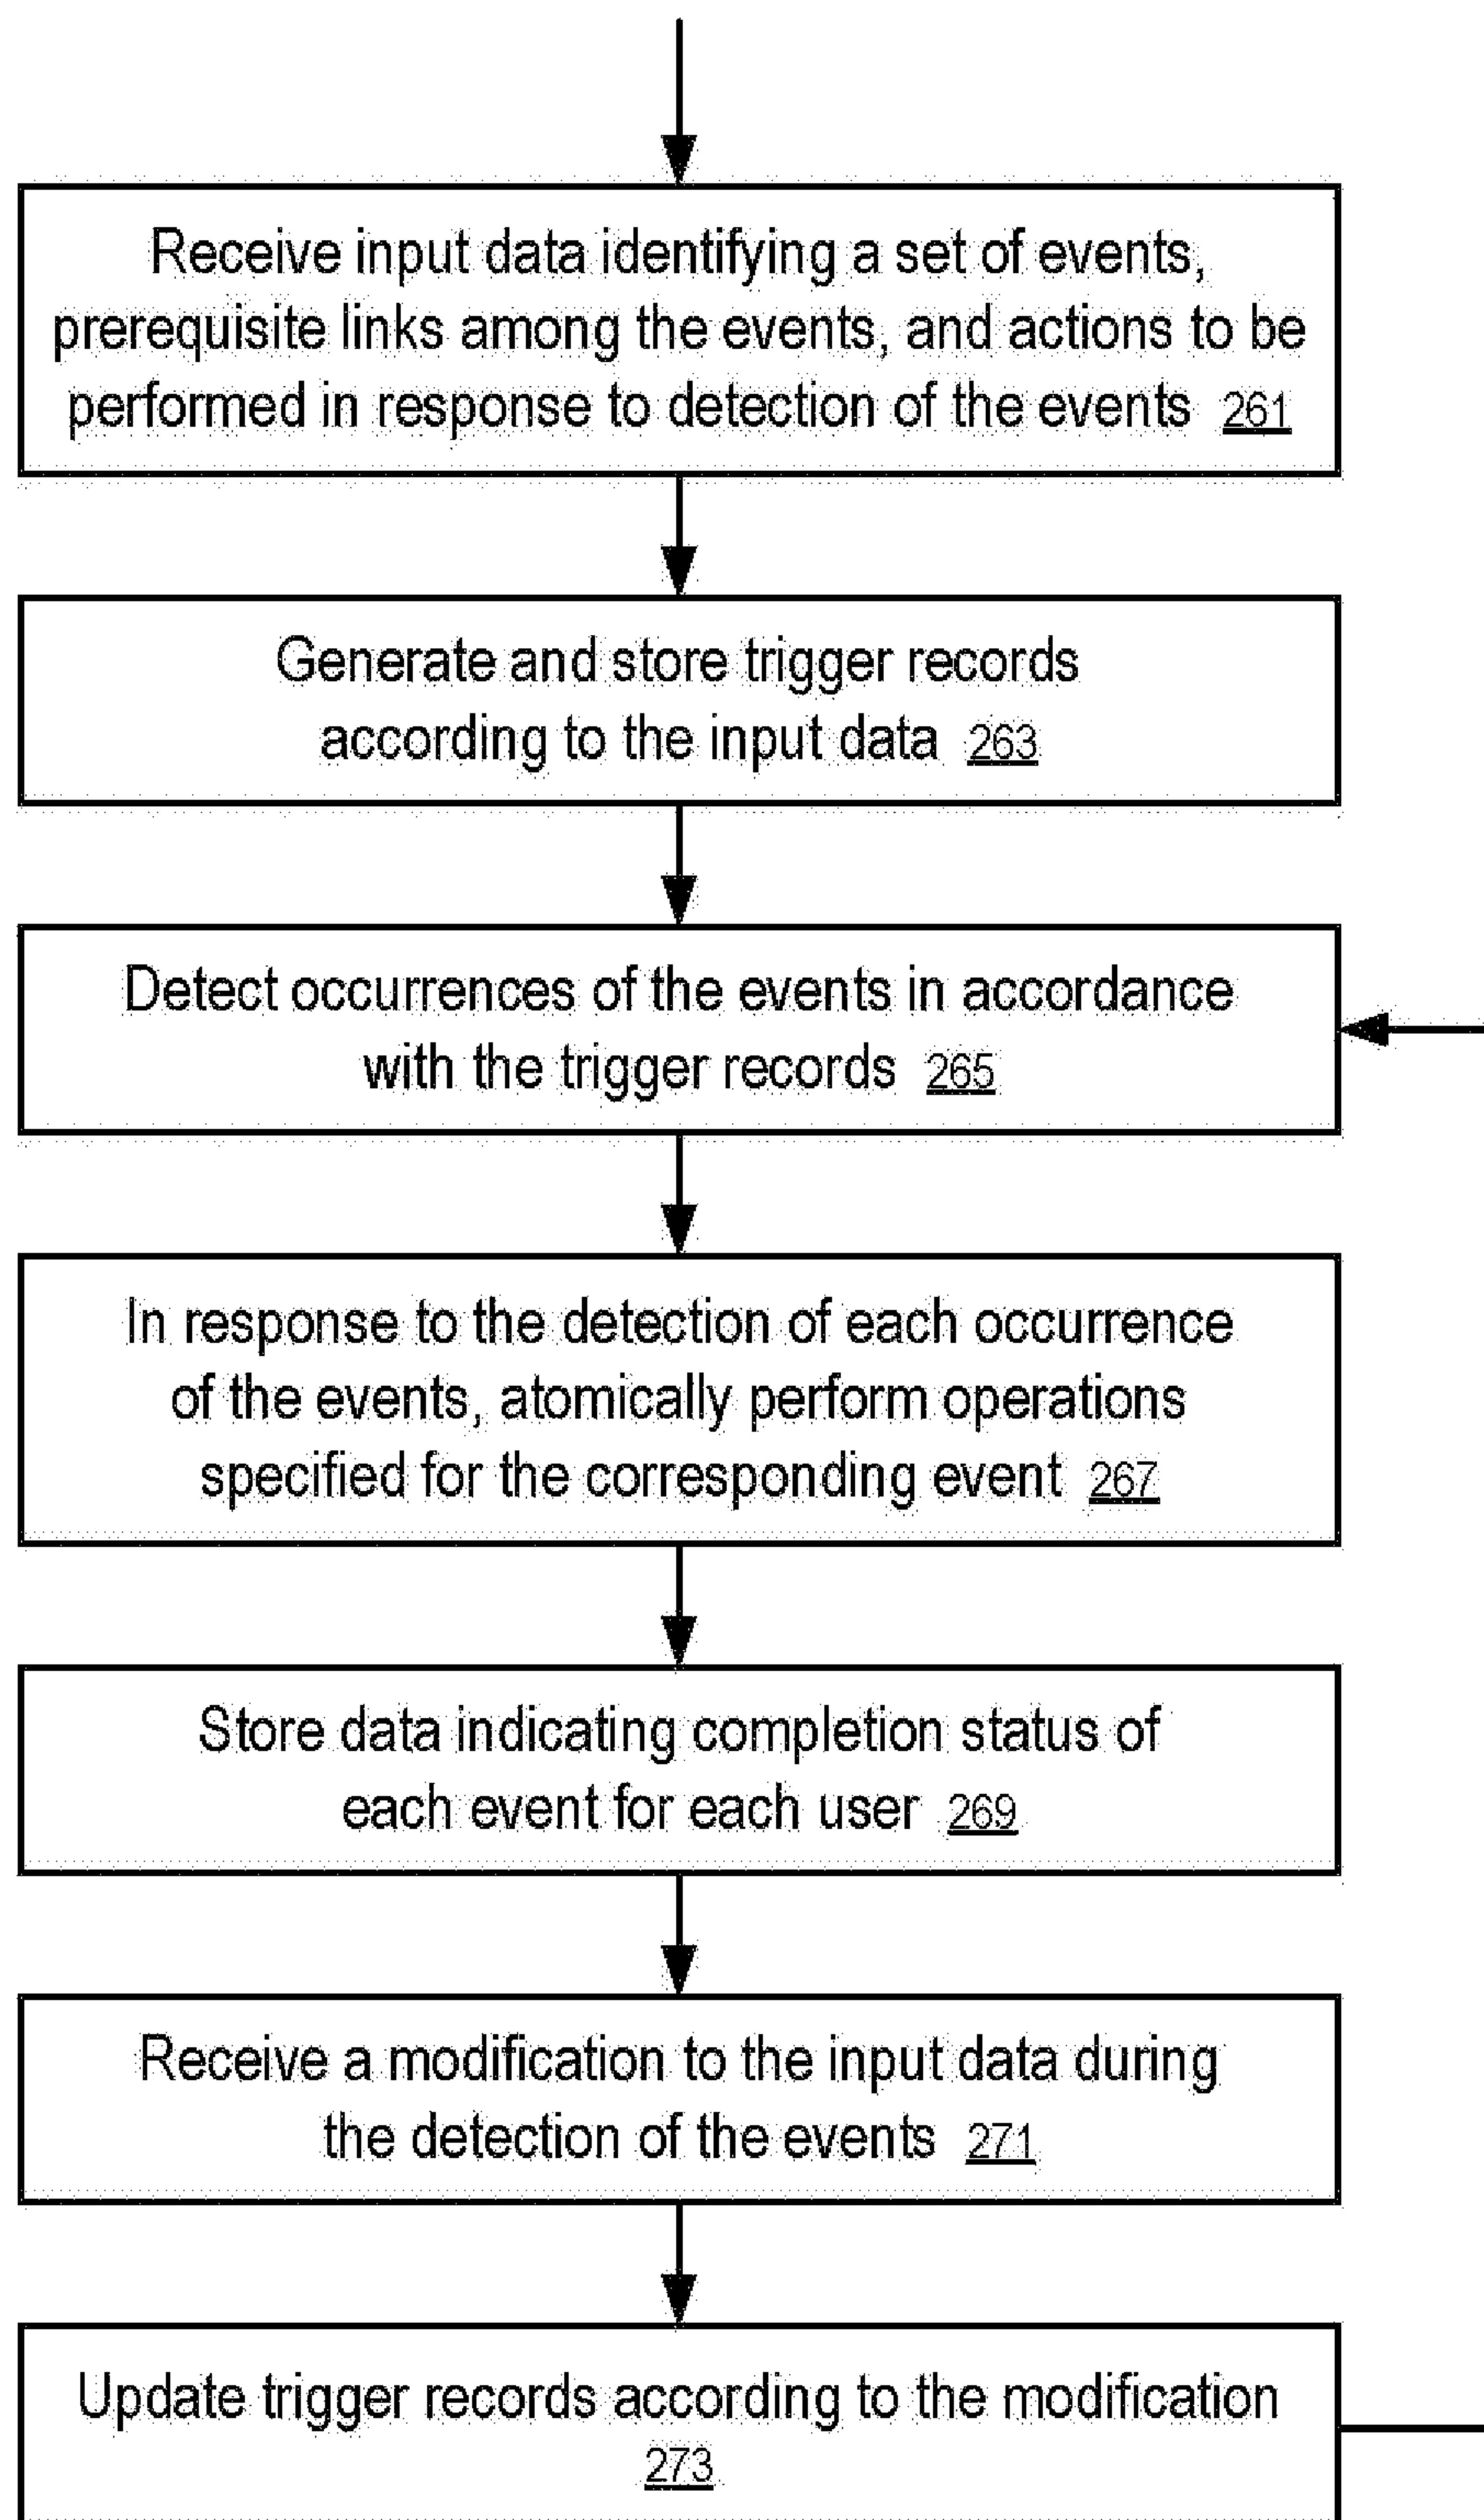 Receive input data identifying a set of events,
prerequisite links among the events, and actions to be
performed in response to detection of the events 261
Generate and store trigger records
according to the input data 263
Detect occurrences of the events in accordance
with the trigger records 265
In response to the detection of each occurrence
of the events, atomically perform operations
specified for the corresponding event 267
Store data indicating completion status of
each event for each user 269
Receive a modification to the input data during
the detection of the events 271
Update trigger records according to the modification
273